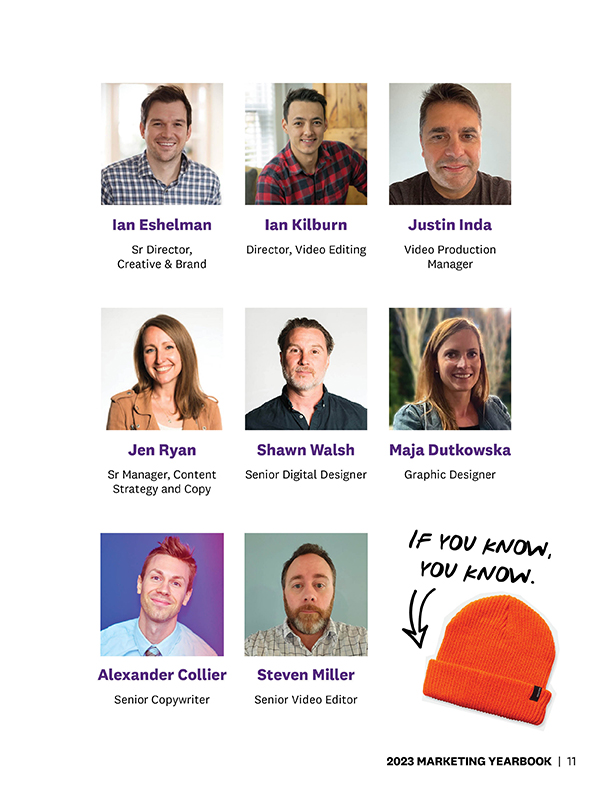 Ian Eshelman
Sr Director,
Creative & Brand
Ian Kilburn
Director, Video Editing
Justin Inda
Video Production
Manager
Jen Ryan
Sr Manager, Content
Strategy and Copy
Shawn Walsh
Senior Digital Designer
Maja Dutkowska
Graphic Designer
Alexander Collier
Senior Copywriter
Steven Miller
Senior Video Editor
IF YOU KNOW,
YOU KNOW.
2023 MARKETING YEARBOOK | 11